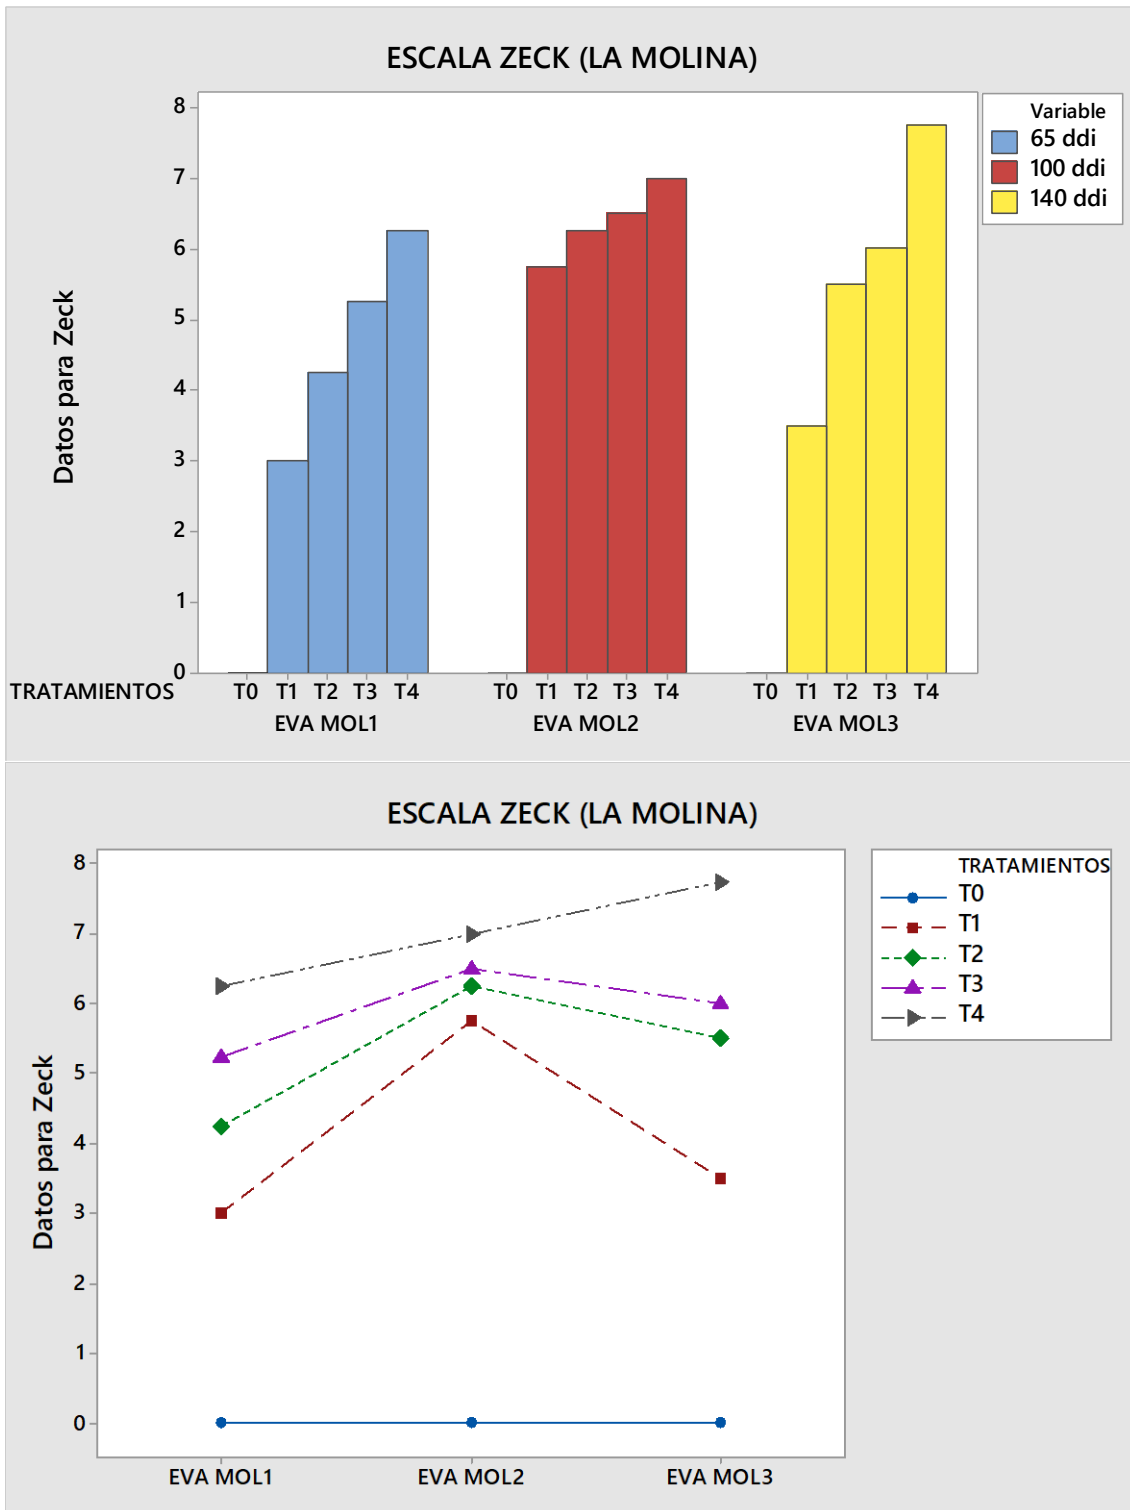 ESCALA ZECK (LA MOLINA)
Variable
65 ddi
100 ddi
140 ddi
Datos para Zeck
8
7
6
5
4
3
2
1
0
TRATAMIENTOS T0 T1 T2 T3 T4 T0 T1 T2 T3 T4 T0 T1 T2 T3 T4
EVA MOL1 EVA MOL2 EVA MOL3
ESCALA ZECK (LA MOLINA)
TRATAMIENTOS
T0
T1
T2
T3
T4
Datos para Zeck
8
7
6
5
4
3
2
1
0
EVA MOL1 EVA MOL2 EVA MOL3